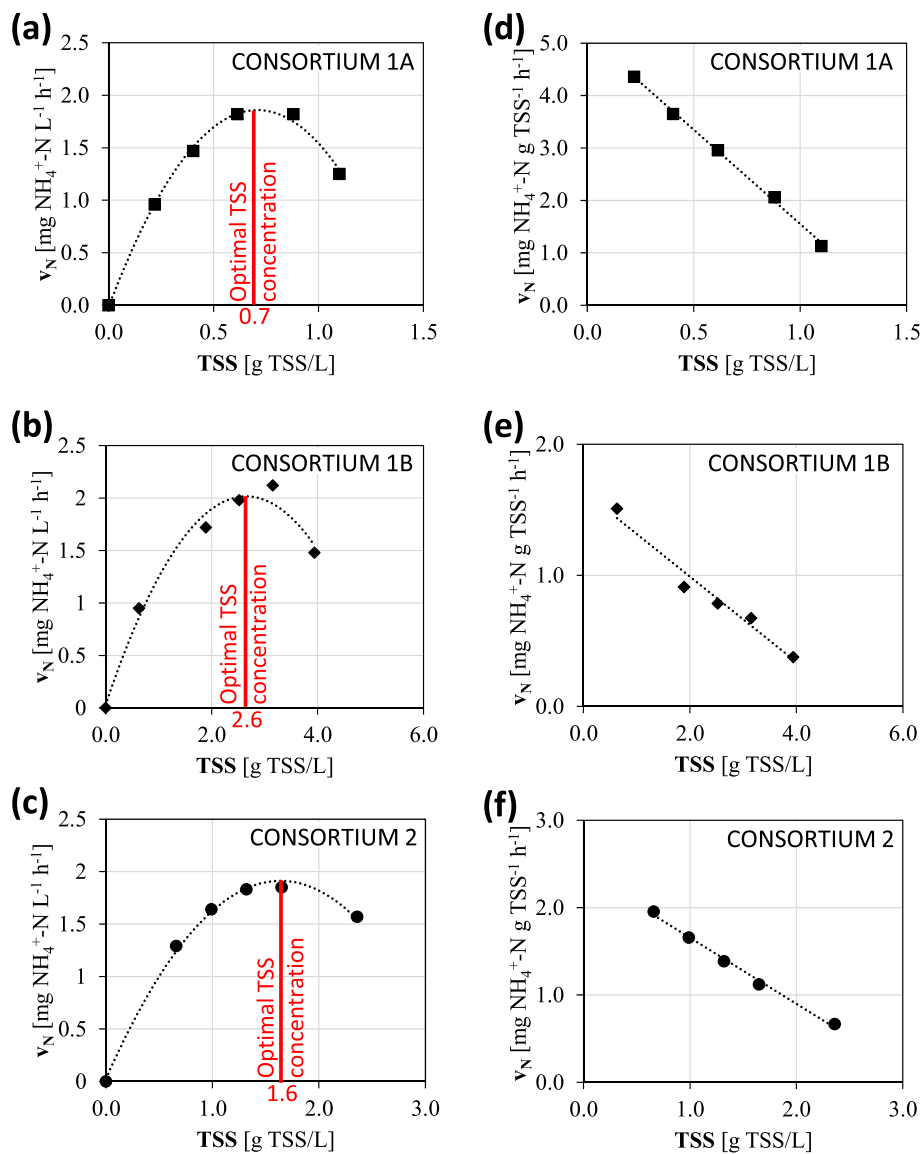 (a)
CONSORTIUM 1A
v_N [mg NH₄⁺-N L⁻¹ h⁻¹]
2.5
2.0
1.5
1.0
0.5
0.0
Optimal TSS
concentration
0.7
0.0 0.5 1.0 1.5
TSS [g TSS/L]
(d)
CONSORTIUM 1A
v_N [mg NH₄⁺-N g TSS⁻¹ h⁻¹]
5.0
4.0
3.0
2.0
1.0
0.0
0.0 0.5 1.0 1.5
TSS [g TSS/L]
(b)
CONSORTIUM 1B
v_N [mg NH₄⁺-N L⁻¹ h⁻¹]
2.5
2
1.5
1
0.5
0
Optimal TSS
concentration
2.6
0.0 2.0 4.0 6.0
TSS [g TSS/L]
(e)
CONSORTIUM 1B
v_N [mg NH₄⁺-N g TSS⁻¹ h⁻¹]
2.0
1.0
0.0
0.0 2.0 4.0 6.0
TSS [g TSS/L]
(c)
CONSORTIUM 2
v_N [mg NH₄⁺-N L⁻¹ h⁻¹]
2.5
2
1.5
1
0.5
0
Optimal TSS
concentration
1.6
0.0 1.0 2.0 3.0
TSS [g TSS/L]
(f)
CONSORTIUM 2
v_N [mg NH₄⁺-N g TSS⁻¹ h⁻¹]
3.0
2.0
1.0
0.0
0.0 1.0 2.0 3.0
TSS [g TSS/L]